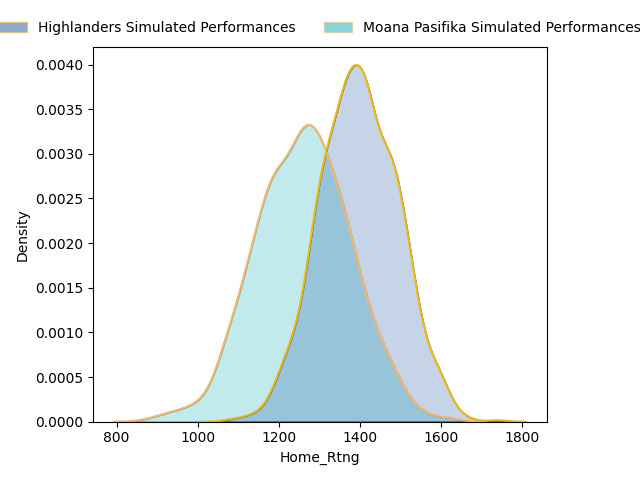 Highlanders Simulated Performances Moana Pasifika Simulated Performances
0.0040
0.0035
0.0030
0.0025
0.0020
0.0015
0.0010
0.0005
0.0000
Density
800 1000 1200 1400 1600 1800
Home_Rtng